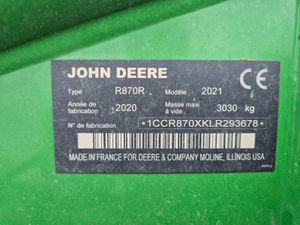 JOHN DEERE CE
Type R870R Modèle 2021
Année de fabrication 2020 Masse maxi à vide 3030 kg
N° de fabrication *1CCR870XKLR293678*
MADE IN FRANCE FOR DEERE & COMPANY MOLINE, ILLINOIS USA